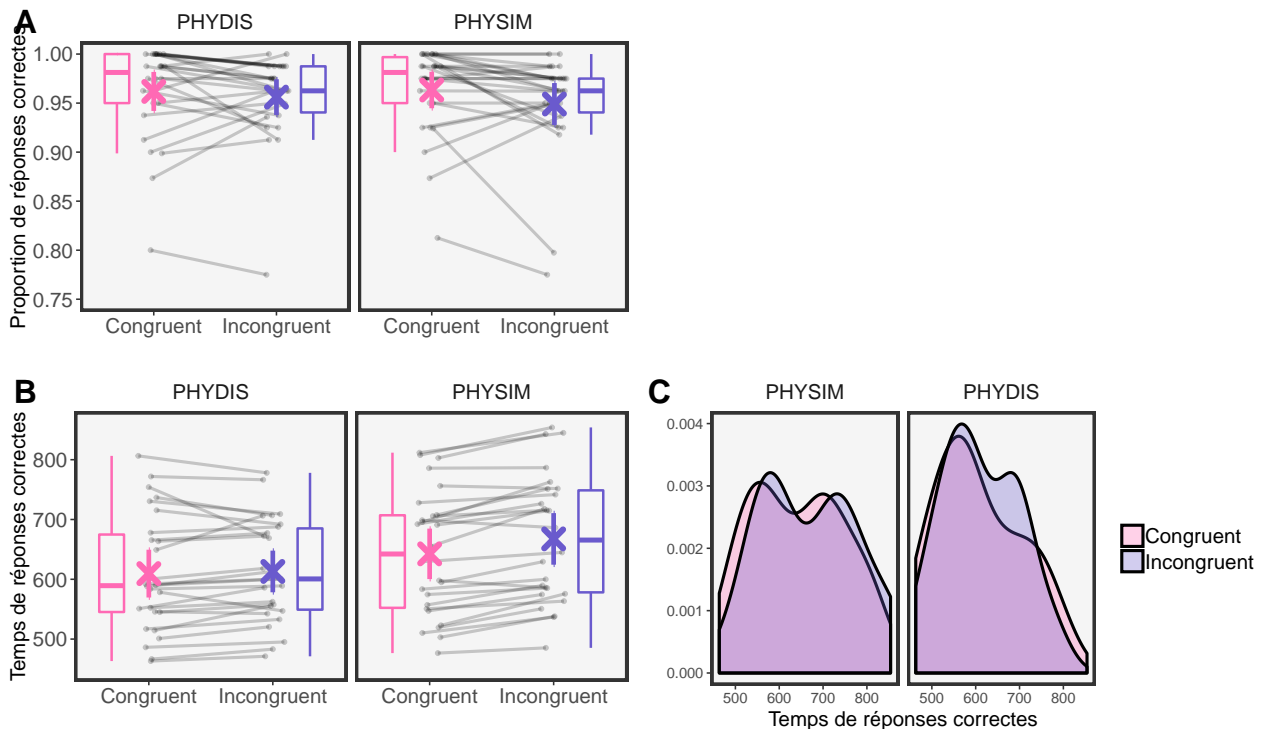 A
PHYDIS
PHYSIM
Proportion de réponses correctes
1.00
0.95
0.90
0.85
0.80
0.75
Congruent
Incongruent
Congruent
Incongruent
B
PHYDIS
PHYSIM
Temps de réponses correctes
800
700
600
500
Congruent
Incongruent
Congruent
Incongruent
C
PHYSIM
PHYDIS
0.004
0.003
0.002
0.001
0.000
500
600
700
800
500
600
700
800
Temps de réponses correctes
Congruent
Incongruent